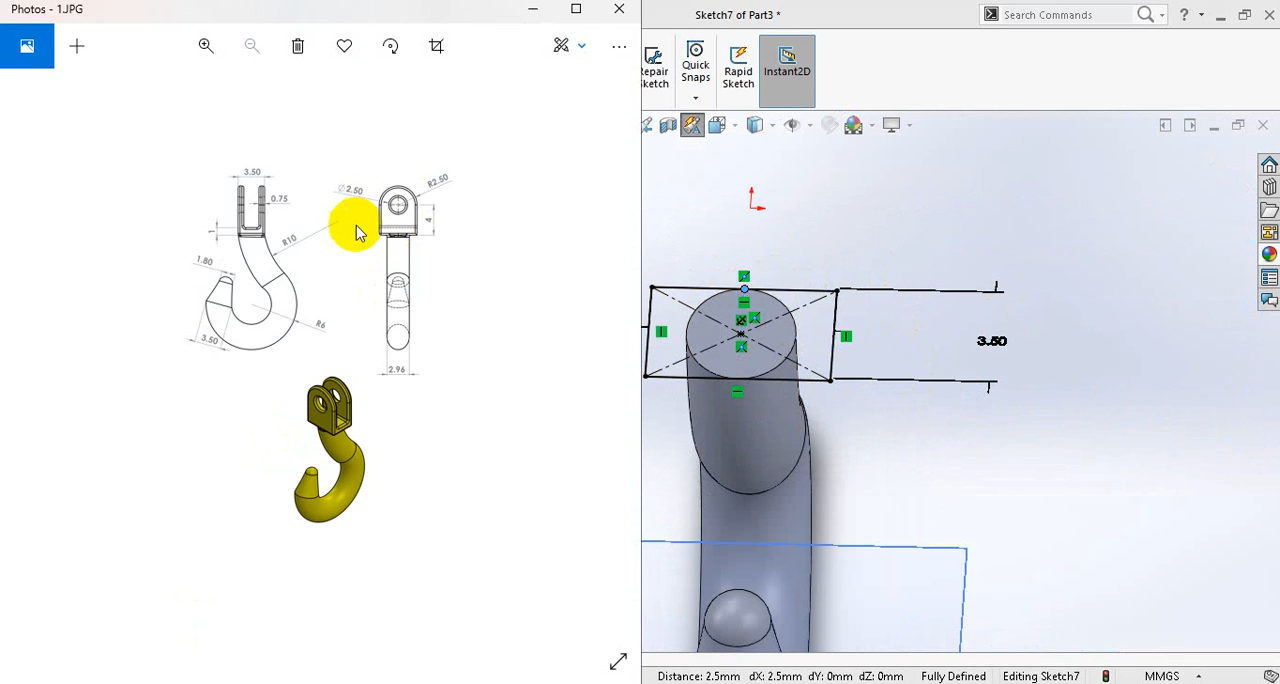 Photos - 1.JPG
Sketch7 of Part3 *
Search Commands
?
Repair
Sketch
Quick
Snaps
Rapid
Sketch
Instant2D
3.50
0.75
1
R10
1.80
3.50
R6
Ø2.50
R2.50
4
2.96
3.50
Distance: 2.5mm dX: 2.5mm dY: 0mm dZ: 0mm Fully Defined Editing Sketch7 MMGS